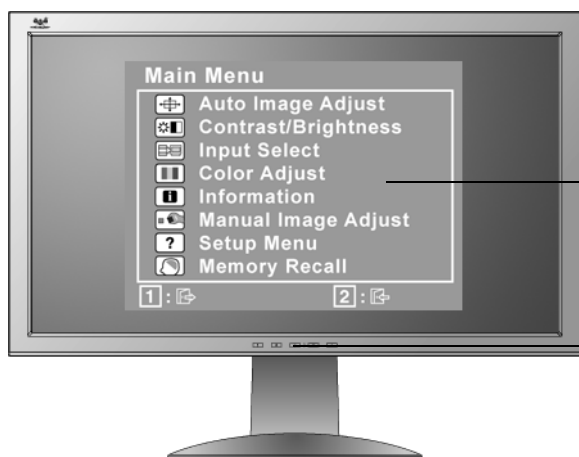 Main Menu
Auto Image Adjust
Contrast/Brightness
Input Select
Color Adjust
Information
Manual Image Adjust
? Setup Menu
Memory Recall
1 : 2 :